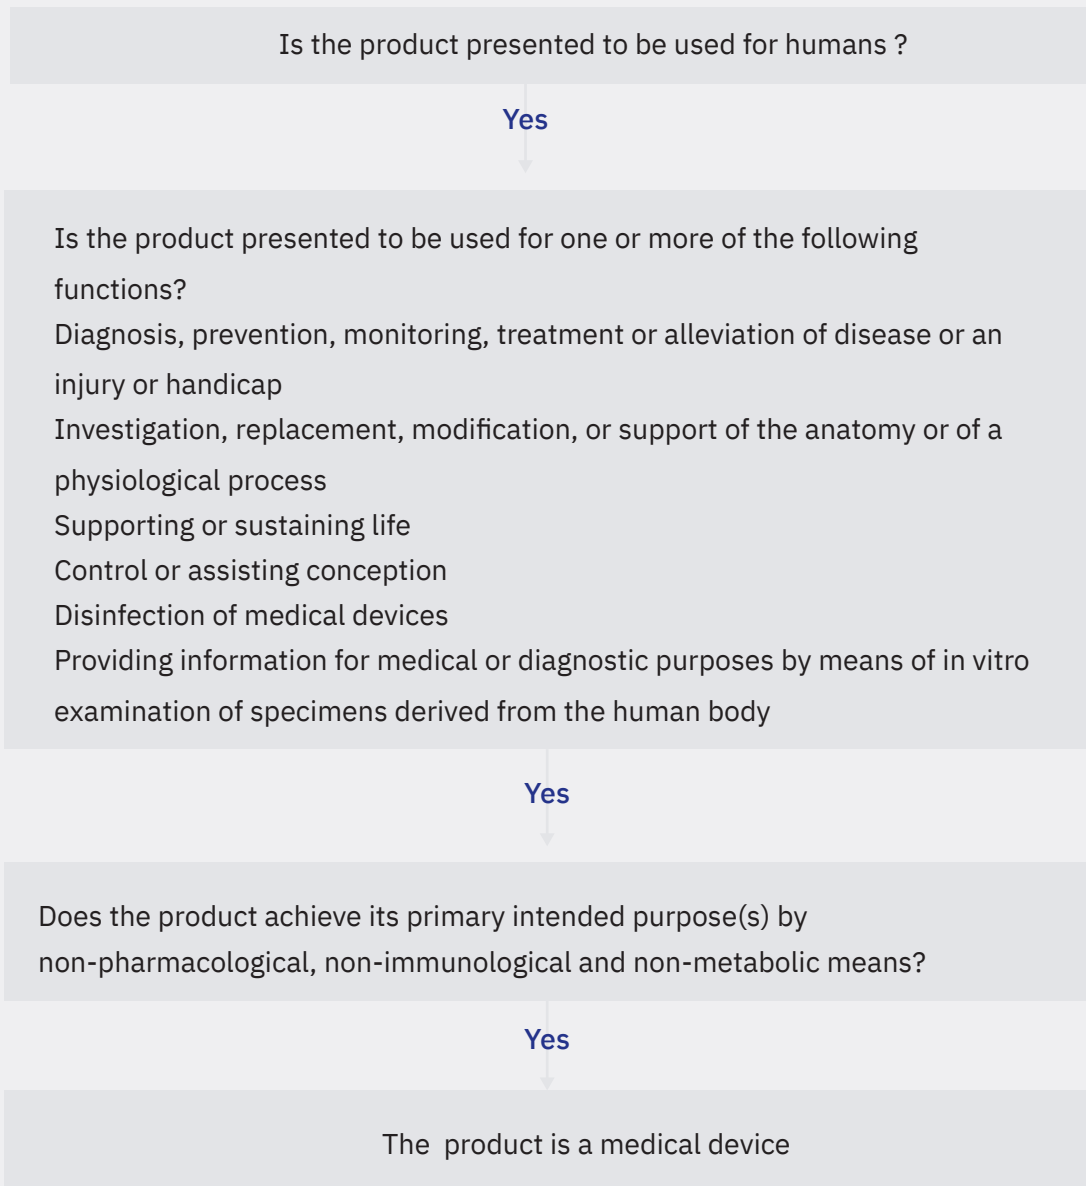 Is the product presented to be used for humans ?
Yes
Is the product presented to be used for one or more of the following
functions?
Diagnosis, prevention, monitoring, treatment or alleviation of disease or an
injury or handicap
Investigation, replacement, modification, or support of the anatomy or of a
physiological process
Supporting or sustaining life
Control or assisting conception
Disinfection of medical devices
Providing information for medical or diagnostic purposes by means of in vitro
examination of specimens derived from the human body
Yes
Does the product achieve its primary intended purpose(s) by
non-pharmacological, non-immunological and non-metabolic means?
Yes
The product is a medical device